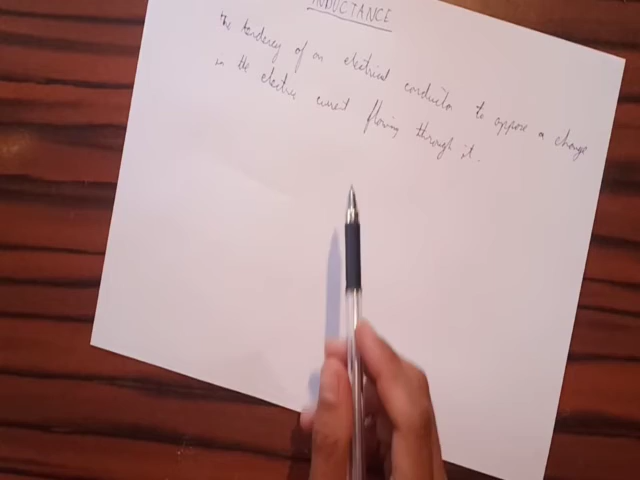 INDUCTANCE
the tendency of an electrical conductor to oppose a change
in the electric current flowing through it.